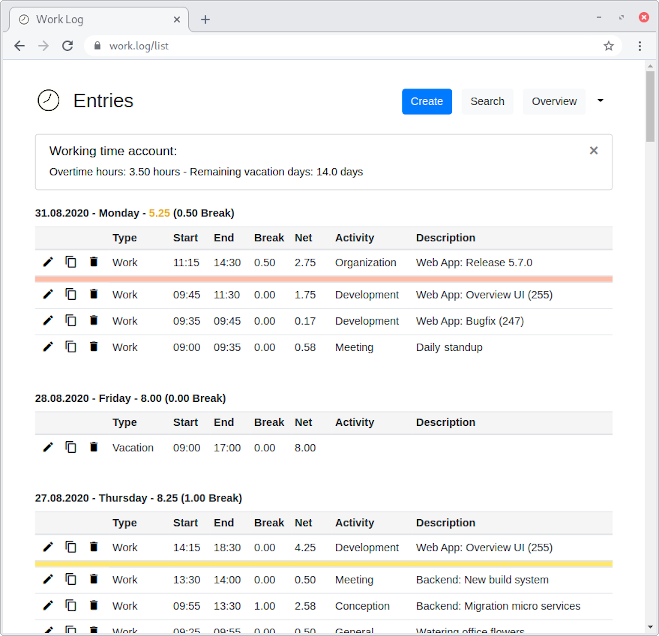 Work Log
work.log/list
Entries
Create Search Overview
Working time account:
Overtime hours: 3.50 hours - Remaining vacation days: 14.0 days
31.08.2020 - Monday - 5.25 (0.50 Break)
Type Start End Break Net Activity Description
Work 11:15 14:30 0.50 2.75 Organization Web App: Release 5.7.0
Work 09:45 11:30 0.00 1.75 Development Web App: Overview UI (255)
Work 09:35 09:45 0.00 0.17 Development Web App: Bugfix (247)
Work 09:00 09:35 0.00 0.58 Meeting Daily standup
28.08.2020 - Friday - 8.00 (0.00 Break)
Type Start End Break Net Activity Description
Vacation 09:00 17:00 0.00 8.00
27.08.2020 - Thursday - 8.25 (1.00 Break)
Type Start End Break Net Activity Description
Work 14:15 18:30 0.00 4.25 Development Web App: Overview UI (255)
Work 13:30 14:00 0.00 0.50 Meeting Backend: New build system
Work 09:55 13:30 1.00 2.58 Conception Backend: Migration micro services
Work 09:25 09:55 0.00 0.50 General Watering office flowers